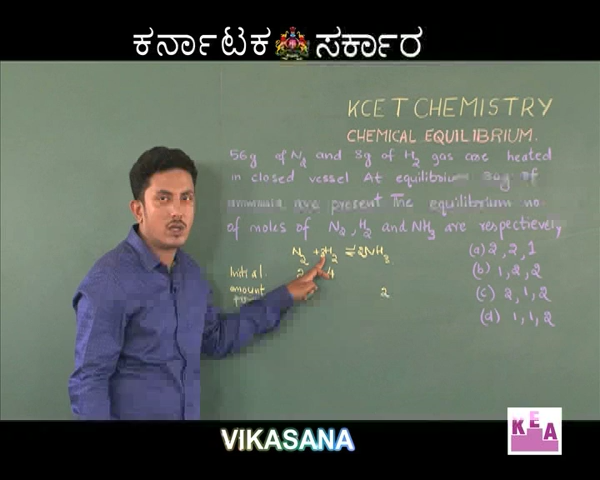 ಕರ್ನಾಟಕ ಸರ್ಕಾರ
KCET CHEMISTRY
CHEMICAL EQUILIBRIUM.
56g of N₂ and 8g of H₂ gas are heated
in closed vessel At equilibrium of
are present The equilibrium no
of moles of N₂, H₂ and NH₃ are respectively
N₂ + 3H₂ ⇌ 2NH₃
(a) 2, 2, 1
(b) 1, 2, 2
(c) 2, 1, 2
(d) 1, 1, 2
Initial 2 4
amount
2
KEA
VIKASANA